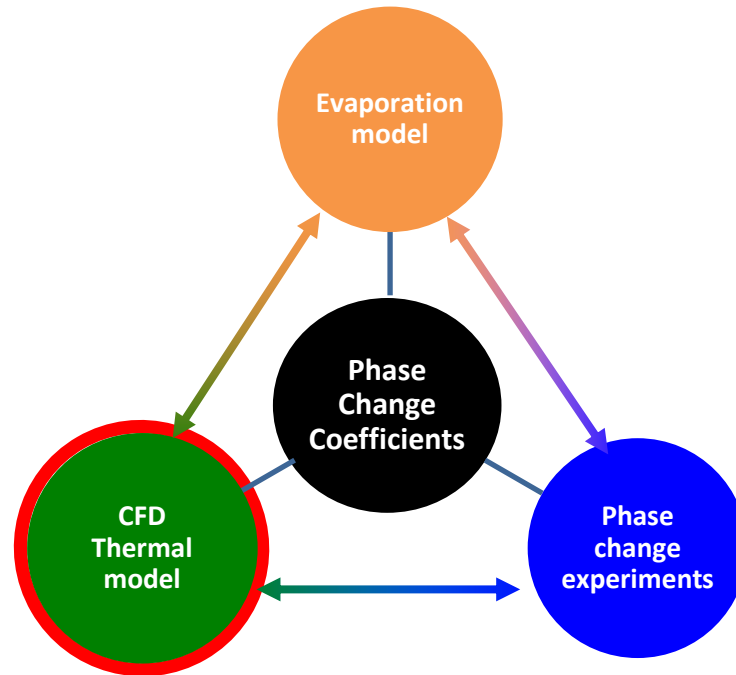 Evaporation
model
Phase
Change
Coefficients
CFD
Thermal
model
Phase
change
experiments